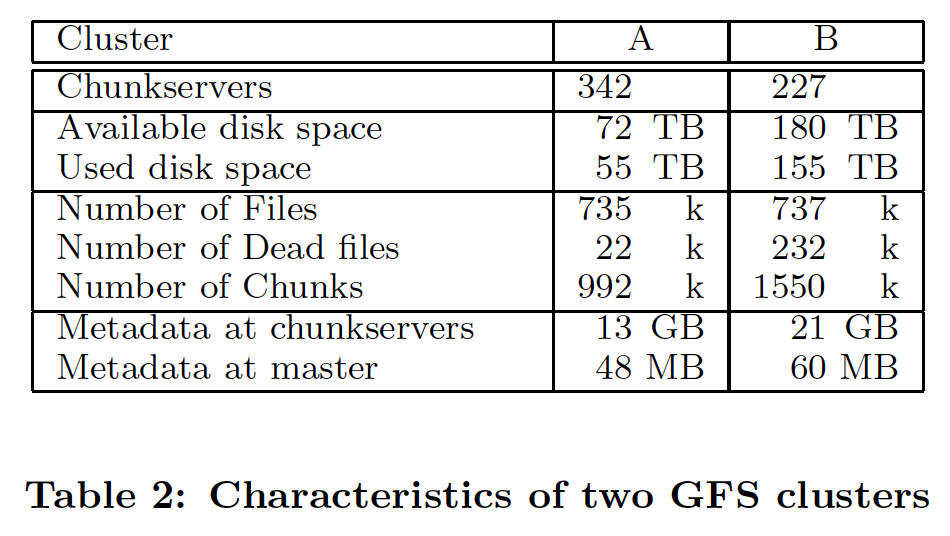 Cluster A B
Chunkservers 342 227
Available disk space 72 TB 180 TB
Used disk space 55 TB 155 TB
Number of Files 735 k 737 k
Number of Dead files 22 k 232 k
Number of Chunks 992 k 1550 k
Metadata at chunkservers 13 GB 21 GB
Metadata at master 48 MB 60 MB
Table 2: Characteristics of two GFS clusters